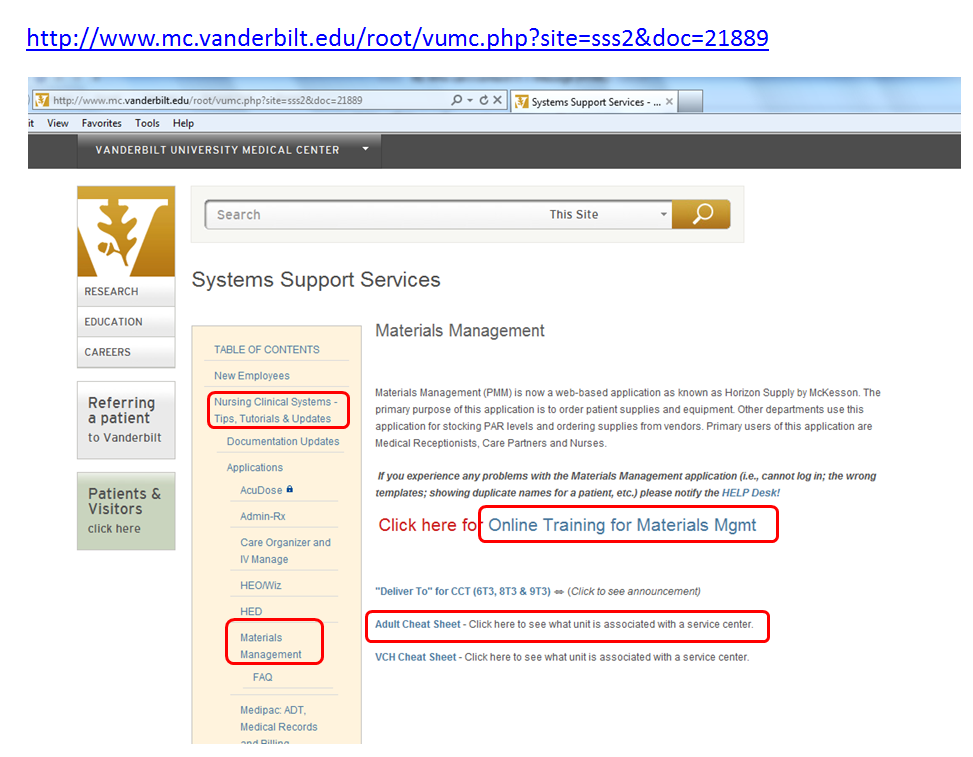 http://www.mc.vanderbilt.edu/root/vumc.php?site=sss2&doc=21889
http://www.mc.vanderbilt.edu/root/vumc.php?site=sss2&doc=21889
Systems Support Services - ...
it View Favorites Tools Help
VANDERBILT UNIVERSITY MEDICAL CENTER
Search This Site
RESEARCH
EDUCATION
CAREERS
Referring
a patient
to Vanderbilt
Patients &
Visitors
click here
Systems Support Services
TABLE OF CONTENTS
New Employees
Nursing Clinical Systems -
Tips, Tutorials & Updates
Documentation Updates
Applications
AcuDose
Admin-Rx
Care Organizer and
IV Manage
HEO/Wiz
HED
Materials
Management
FAQ
Medipac: ADT,
Medical Records
and Billing
Materials Management
Materials Management (PMM) is now a web-based application as known as Horizon Supply by McKesson. The
primary purpose of this application is to order patient supplies and equipment. Other departments use this
application for stocking PAR levels and ordering supplies from vendors. Primary users of this application are
Medical Receptionists, Care Partners and Nurses.
If you experience any problems with the Materials Management application (i.e., cannot log in; the wrong
templates; showing duplicate names for a patient, etc.) please notify the HELP Desk!
Click here for Online Training for Materials Mgmt
"Deliver To" for CCT (6T3, 8T3 & 9T3) ⇔ (Click to see announcement)
Adult Cheat Sheet - Click here to see what unit is associated with a service center.
VCH Cheat Sheet - Click here to see what unit is associated with a service center.